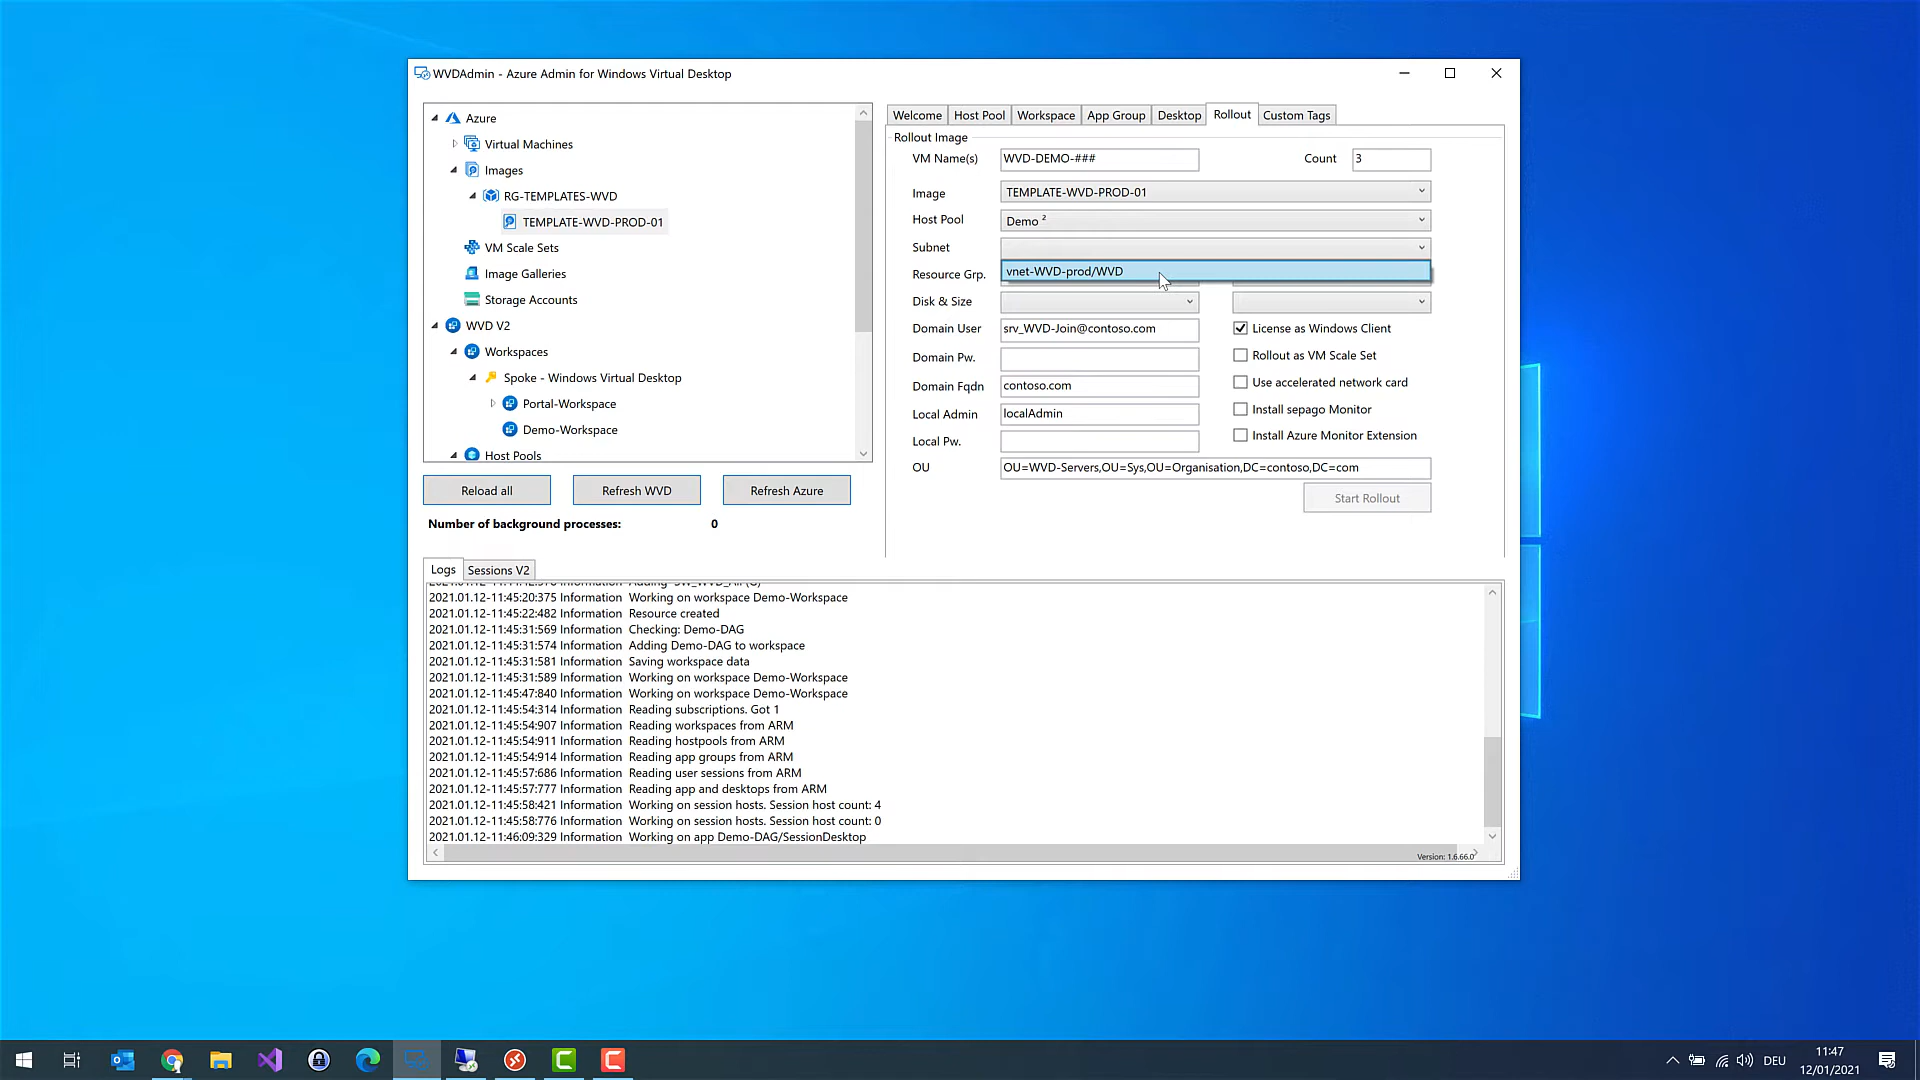 WVDAdmin - Azure Admin for Windows Virtual Desktop
Azure
Virtual Machines
Images
RG-TEMPLATES-WVD
TEMPLATE-WVD-PROD-01
VM Scale Sets
Image Galleries
Storage Accounts
WVD V2
Workspaces
Spoke - Windows Virtual Desktop
Portal-Workspace
Demo-Workspace
Host Pools
Reload all
Refresh WVD
Refresh Azure
Number of background processes: 0
Welcome
Host Pool
Workspace
App Group
Desktop
Rollout
Custom Tags
Rollout Image
VM Name(s) WVD-DEMO-### Count 3
Image TEMPLATE-WVD-PROD-01
Host Pool Demo ²
Subnet
vnet-WVD-prod/WVD
Resource Grp.
Disk & Size
Domain User srv_WVD-Join@contoso.com
License as Windows Client
Rollout as VM Scale Set
Domain Pw.
Use accelerated network card
Domain Fqdn contoso.com
Install sepago Monitor
Local Admin localAdmin
Install Azure Monitor Extension
Local Pw.
OU OU=WVD-Servers,OU=Sys,OU=Organisation,DC=contoso,DC=com
Start Rollout
Logs
Sessions V2
2021.01.12-11:45:20:375 Information Working on workspace Demo-Workspace
2021.01.12-11:45:22:482 Information Resource created
2021.01.12-11:45:31:569 Information Checking: Demo-DAG
2021.01.12-11:45:31:574 Information Adding Demo-DAG to workspace
2021.01.12-11:45:31:581 Information Saving workspace data
2021.01.12-11:45:31:589 Information Working on workspace Demo-Workspace
2021.01.12-11:45:47:840 Information Working on workspace Demo-Workspace
2021.01.12-11:45:54:314 Information Reading subscriptions. Got 1
2021.01.12-11:45:54:907 Information Reading workspaces from ARM
2021.01.12-11:45:54:911 Information Reading hostpools from ARM
2021.01.12-11:45:54:914 Information Reading app groups from ARM
2021.01.12-11:45:57:686 Information Reading user sessions from ARM
2021.01.12-11:45:57:777 Information Reading app and desktops from ARM
2021.01.12-11:45:58:421 Information Working on session hosts. Session host count: 4
2021.01.12-11:45:58:776 Information Working on session hosts. Session host count: 0
2021.01.12-11:46:09:329 Information Working on app Demo-DAG/SessionDesktop
Version: 1.6.66.0
DEU
11:47
12/01/2021